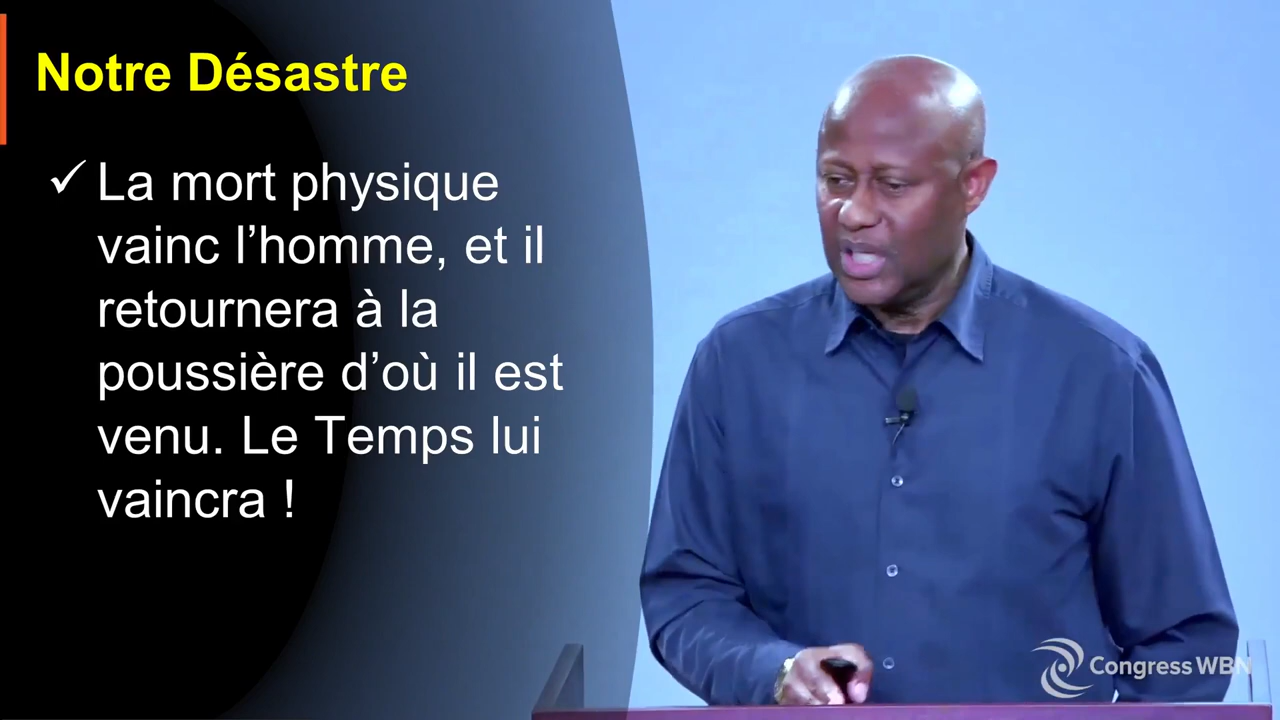 Notre Désastre
✓ La mort physique
vainc l’homme, et il
retournera à la
poussière d’où il est
venu. Le Temps lui
vaincra !
Congress WBN